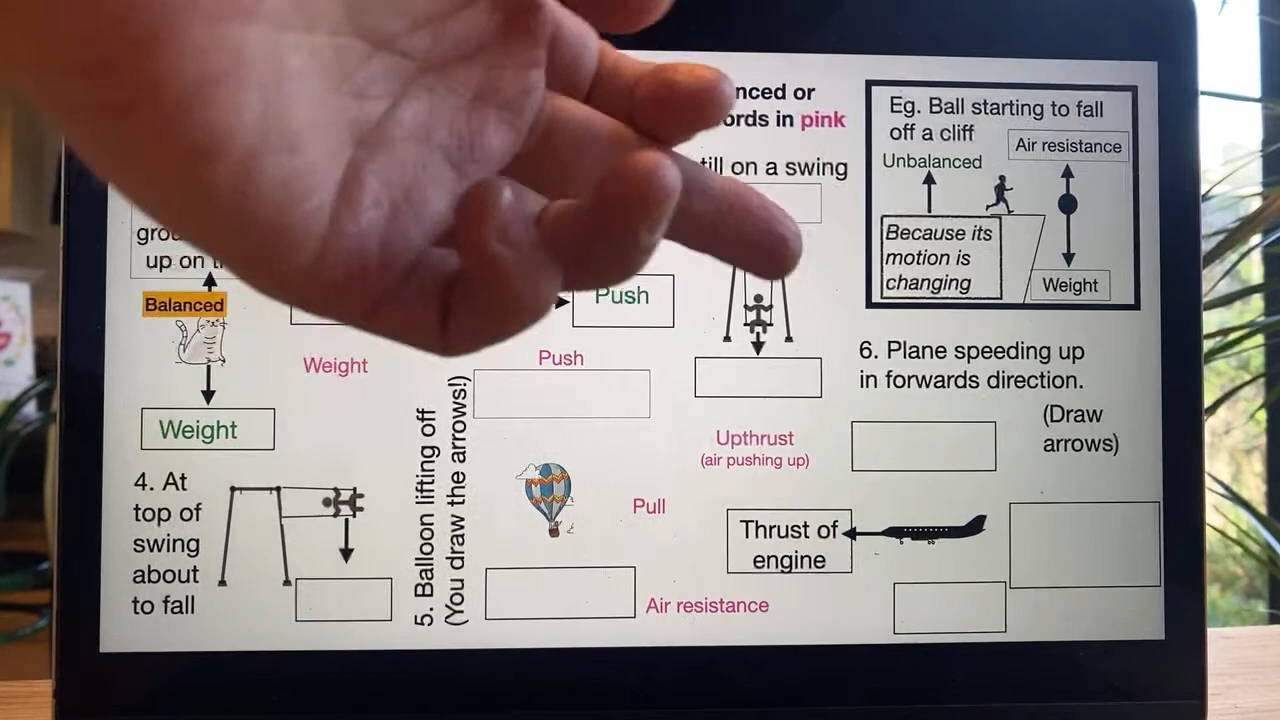 nced or
ords in pink
till on a swing
up on
Balanced
Weight
Weight
Push
Push
Eg. Ball starting to fall
off a cliff
Unbalanced
Air resistance
Because its
motion is
changing
Weight
4. At
top of
swing
about
to fall
5. Balloon lifting off
(You draw the arrows!)
Upthrust
(air pushing up)
Pull
Air resistance
6. Plane speeding up
in forwards direction.
(Draw
arrows)
Thrust of
engine